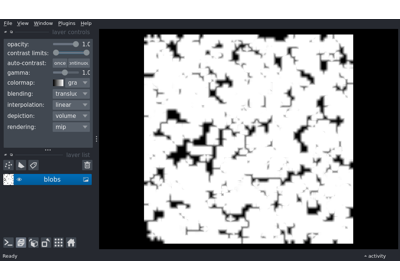 File View Window Plugins Help
layer controls
opacity: 1.0
contrast limits:
auto-contrast: once
gamma: 1.0
colormap: gra
blending: translu
interpolation: linear
depiction: volume
rendering: mip
layer list
blobs
Ready activity